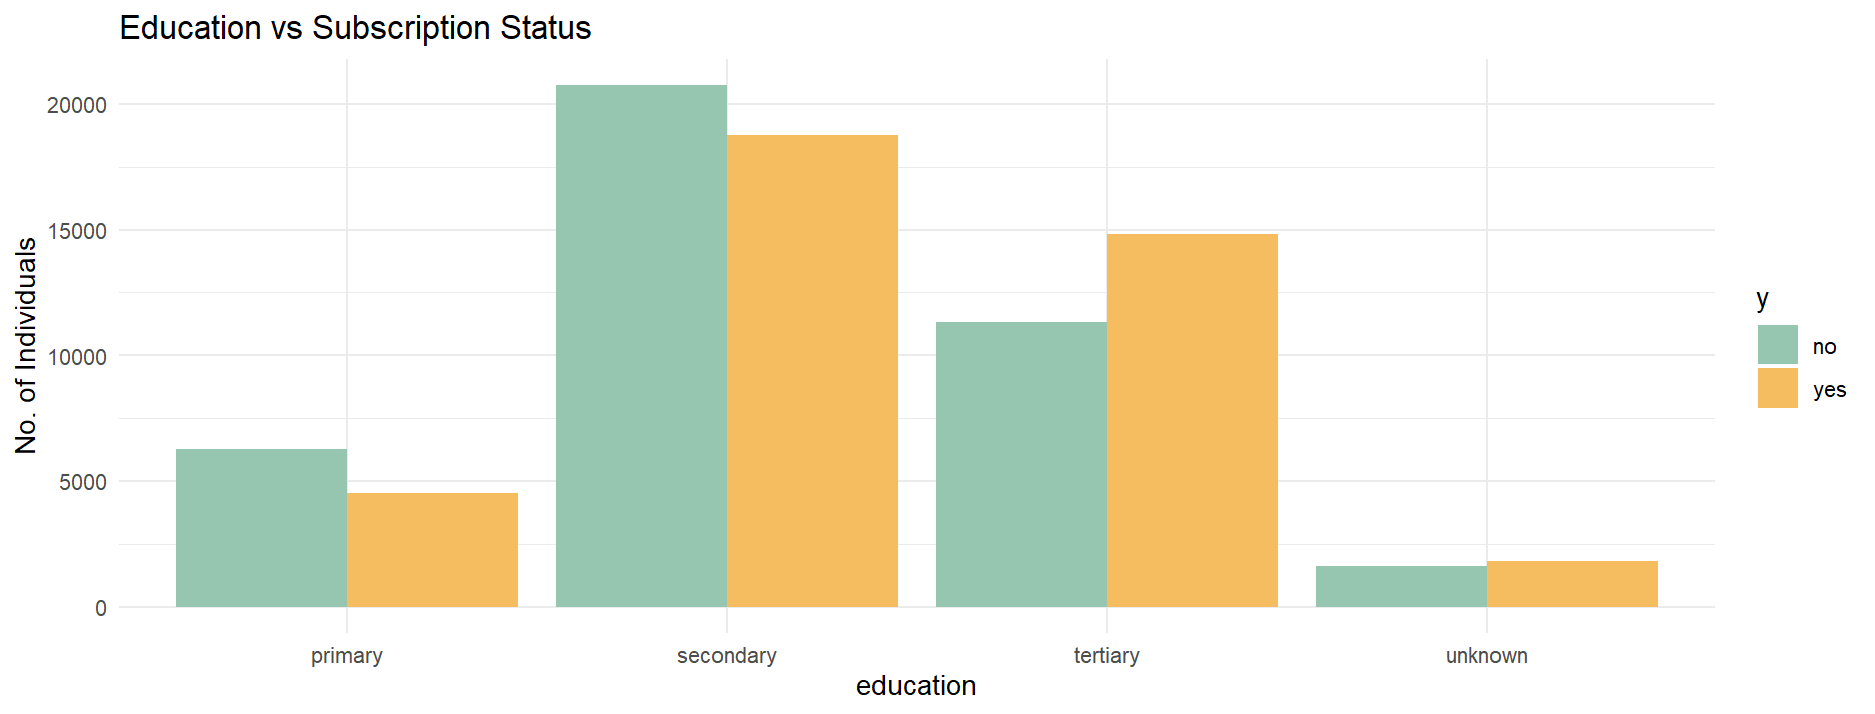 Education vs Subscription Status
No. of Individuals
20000
15000
10000
5000
0
primary
secondary
tertiary
unknown
education
y
no
yes